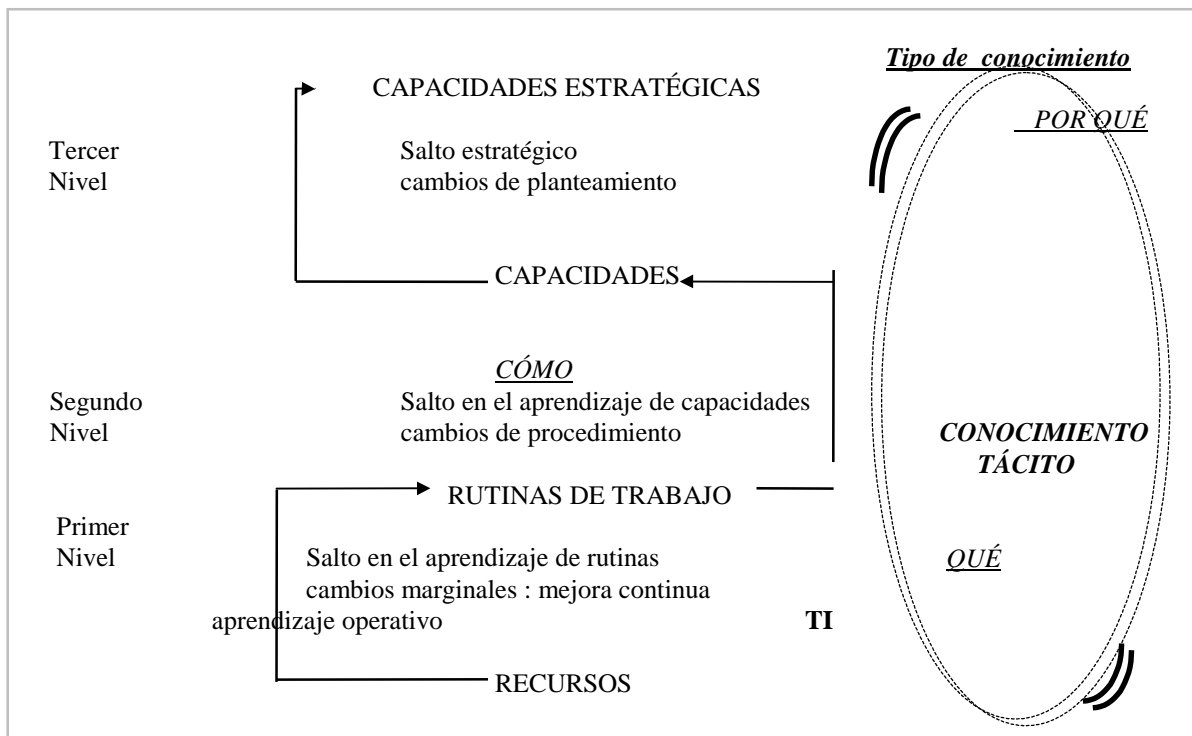 Tipo de conocimiento
CAPACIDADES ESTRATÉGICAS
POR QUÉ
Tercer
Nivel
Salto estratégico
cambios de planteamiento
CAPACIDADES
CÓMO
Segundo
Nivel
Salto en el aprendizaje de capacidades
cambios de procedimiento
CONOCIMIENTO
TÁCITO
RUTINAS DE TRABAJO
Primer
Nivel
Salto en el aprendizaje de rutinas
cambios marginales : mejora continua
aprendizaje operativo
QUÉ
TI
RECURSOS